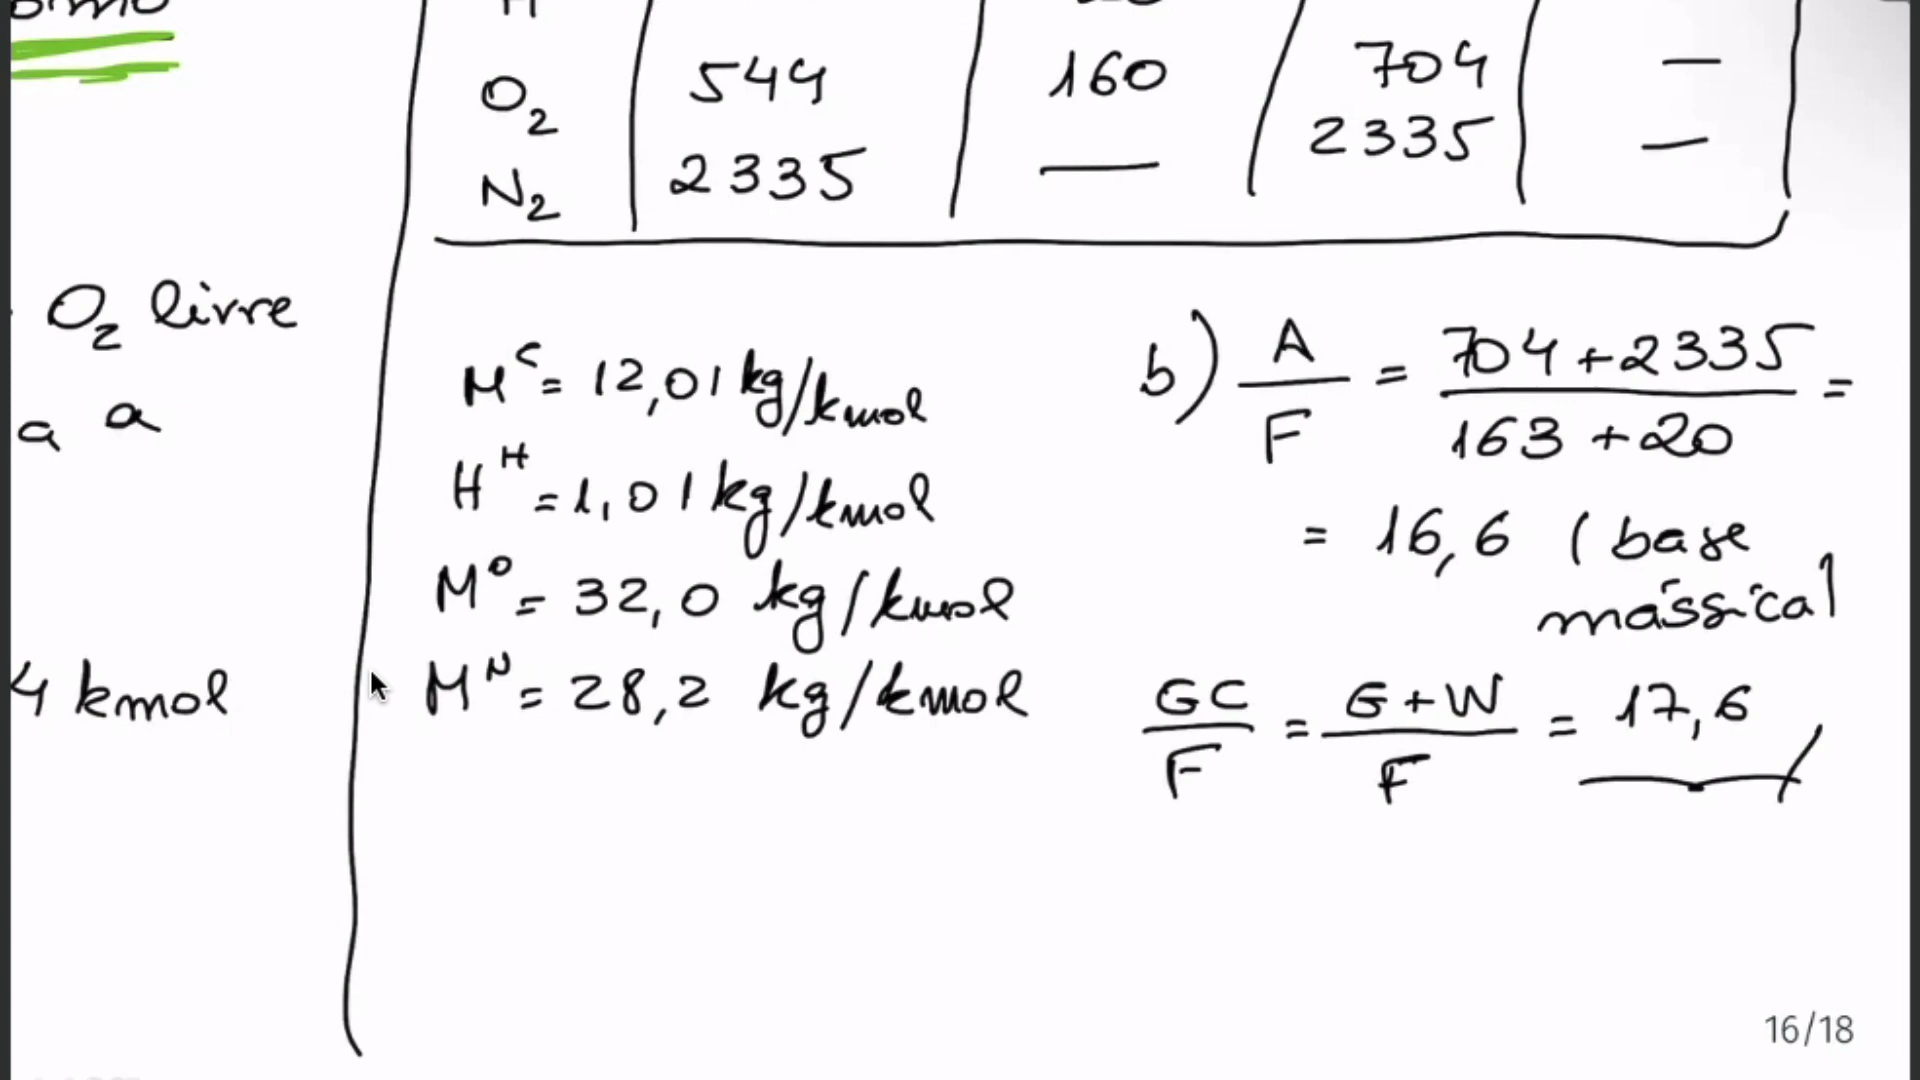 O2 | 544 | 160 | 704 | —
N2 | 2335 | — | 2335 | —
O2 livre
a a
4 kmol
M^C = 12,01 kg/kmol
H^H = 1,01 kg/kmol
M^O = 32,0 kg/kmol
M^N = 28,2 kg/kmol
b) A/F = (704 + 2335)/(163 + 20) =
= 16,6 (base
mássica)
GC/F = (G + W)/F = 17,6
16/18